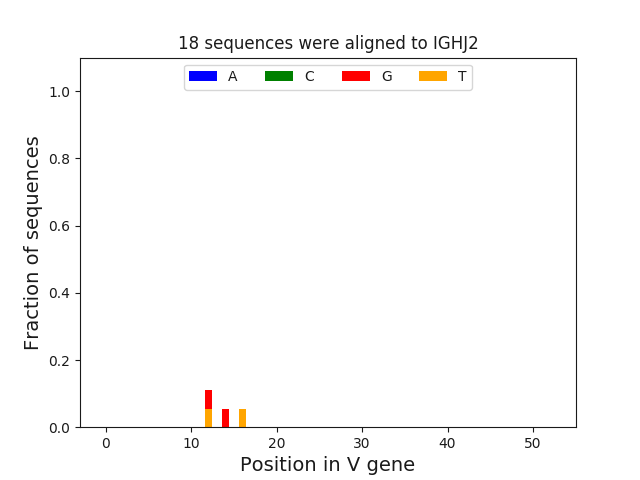 18 sequences were aligned to IGHJ2
A C G T
1.0
0.8
0.6
0.4
0.2
0.0
Fraction of sequences
0 10 20 30 40 50
Position in V gene